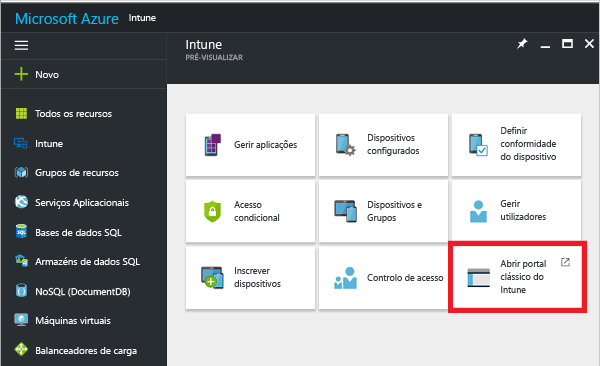 Microsoft Azure Intune
Intune
PRÉ-VISUALIZAR
Novo
Todos os recursos
Intune
Grupos de recursos
Serviços Aplicacionais
Bases de dados SQL
Armazéns de dados SQL
NoSQL (DocumentDB)
Máquinas virtuais
Balanceadores de carga
Gerir aplicações
Dispositivos
configurados
Definir
conformidade
do dispositivo
Acesso
condicional
Dispositivos e
Grupos
Gerir
utilizadores
Inscrever
dispositivos
Controlo de acesso
Abrir portal
clássico do
Intune